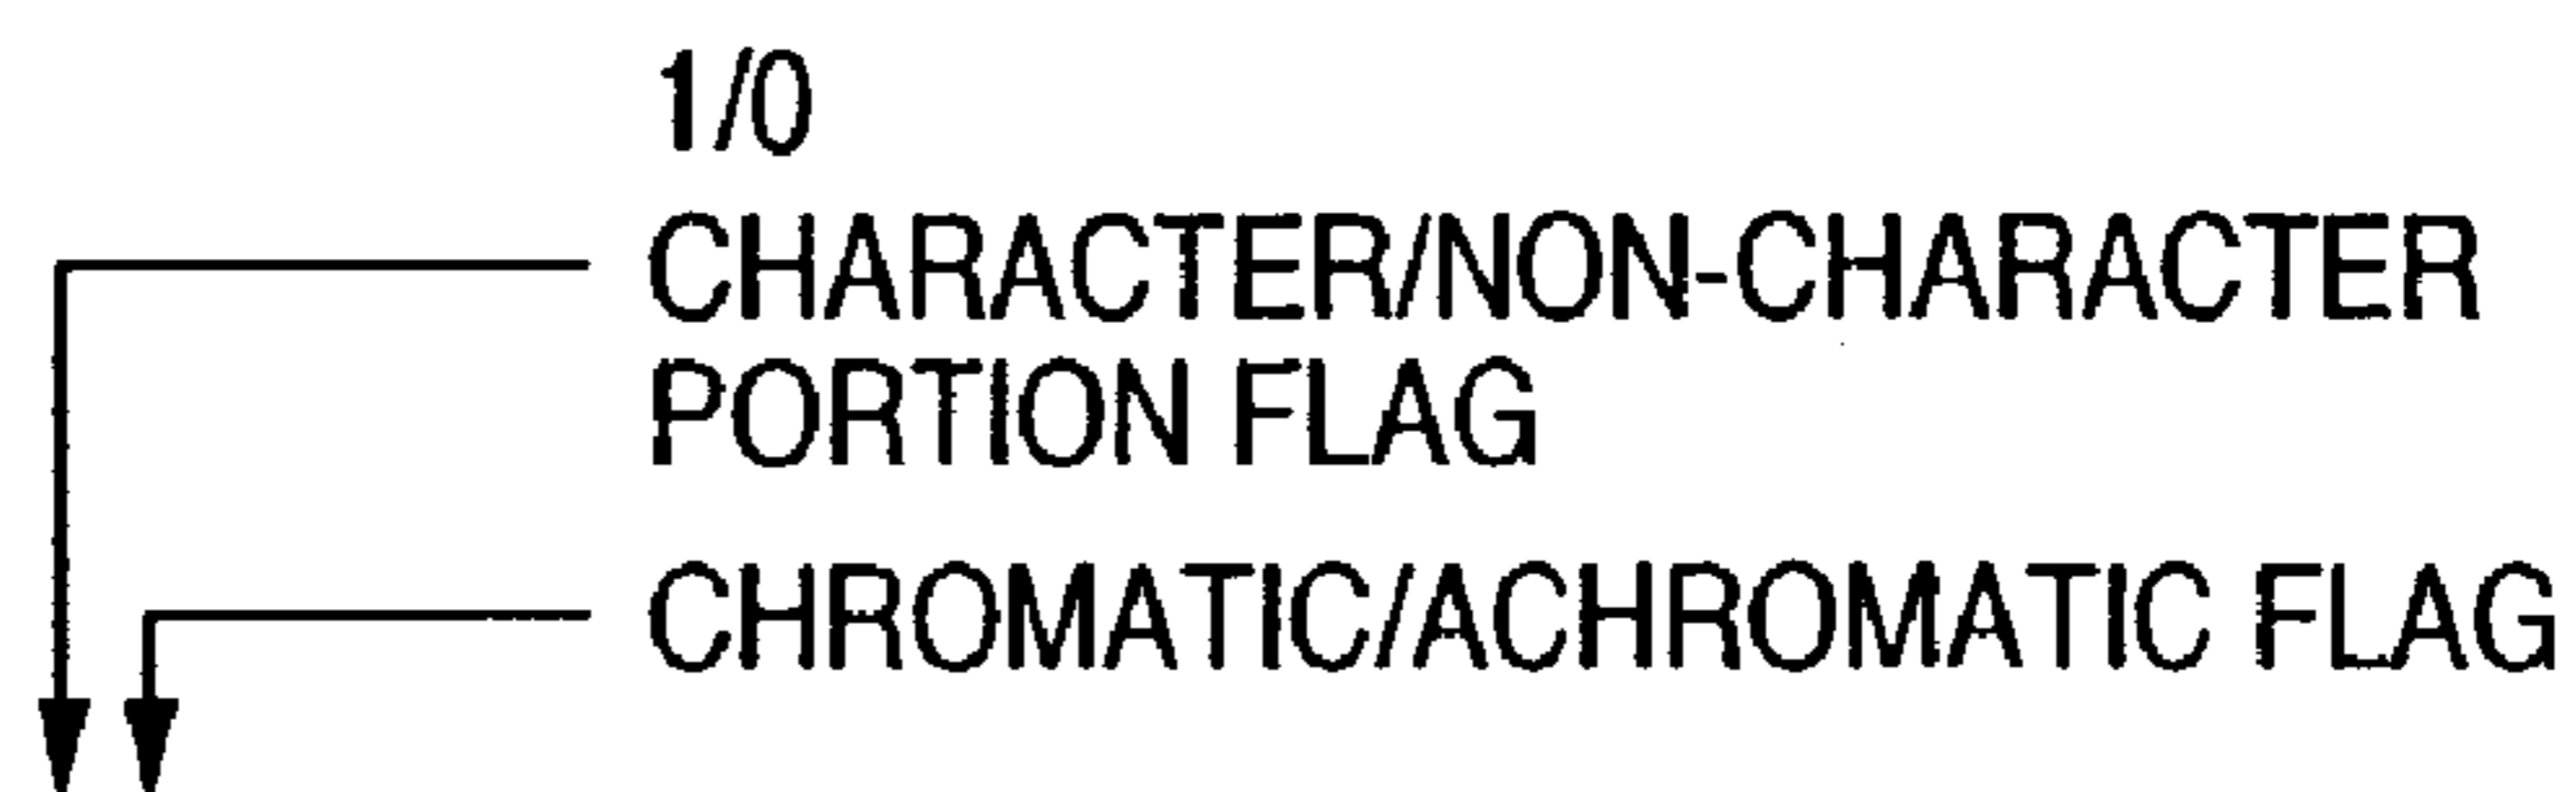 1/0
CHARACTER/NON-CHARACTER
PORTION FLAG
CHROMATIC/ACHROMATIC FLAG